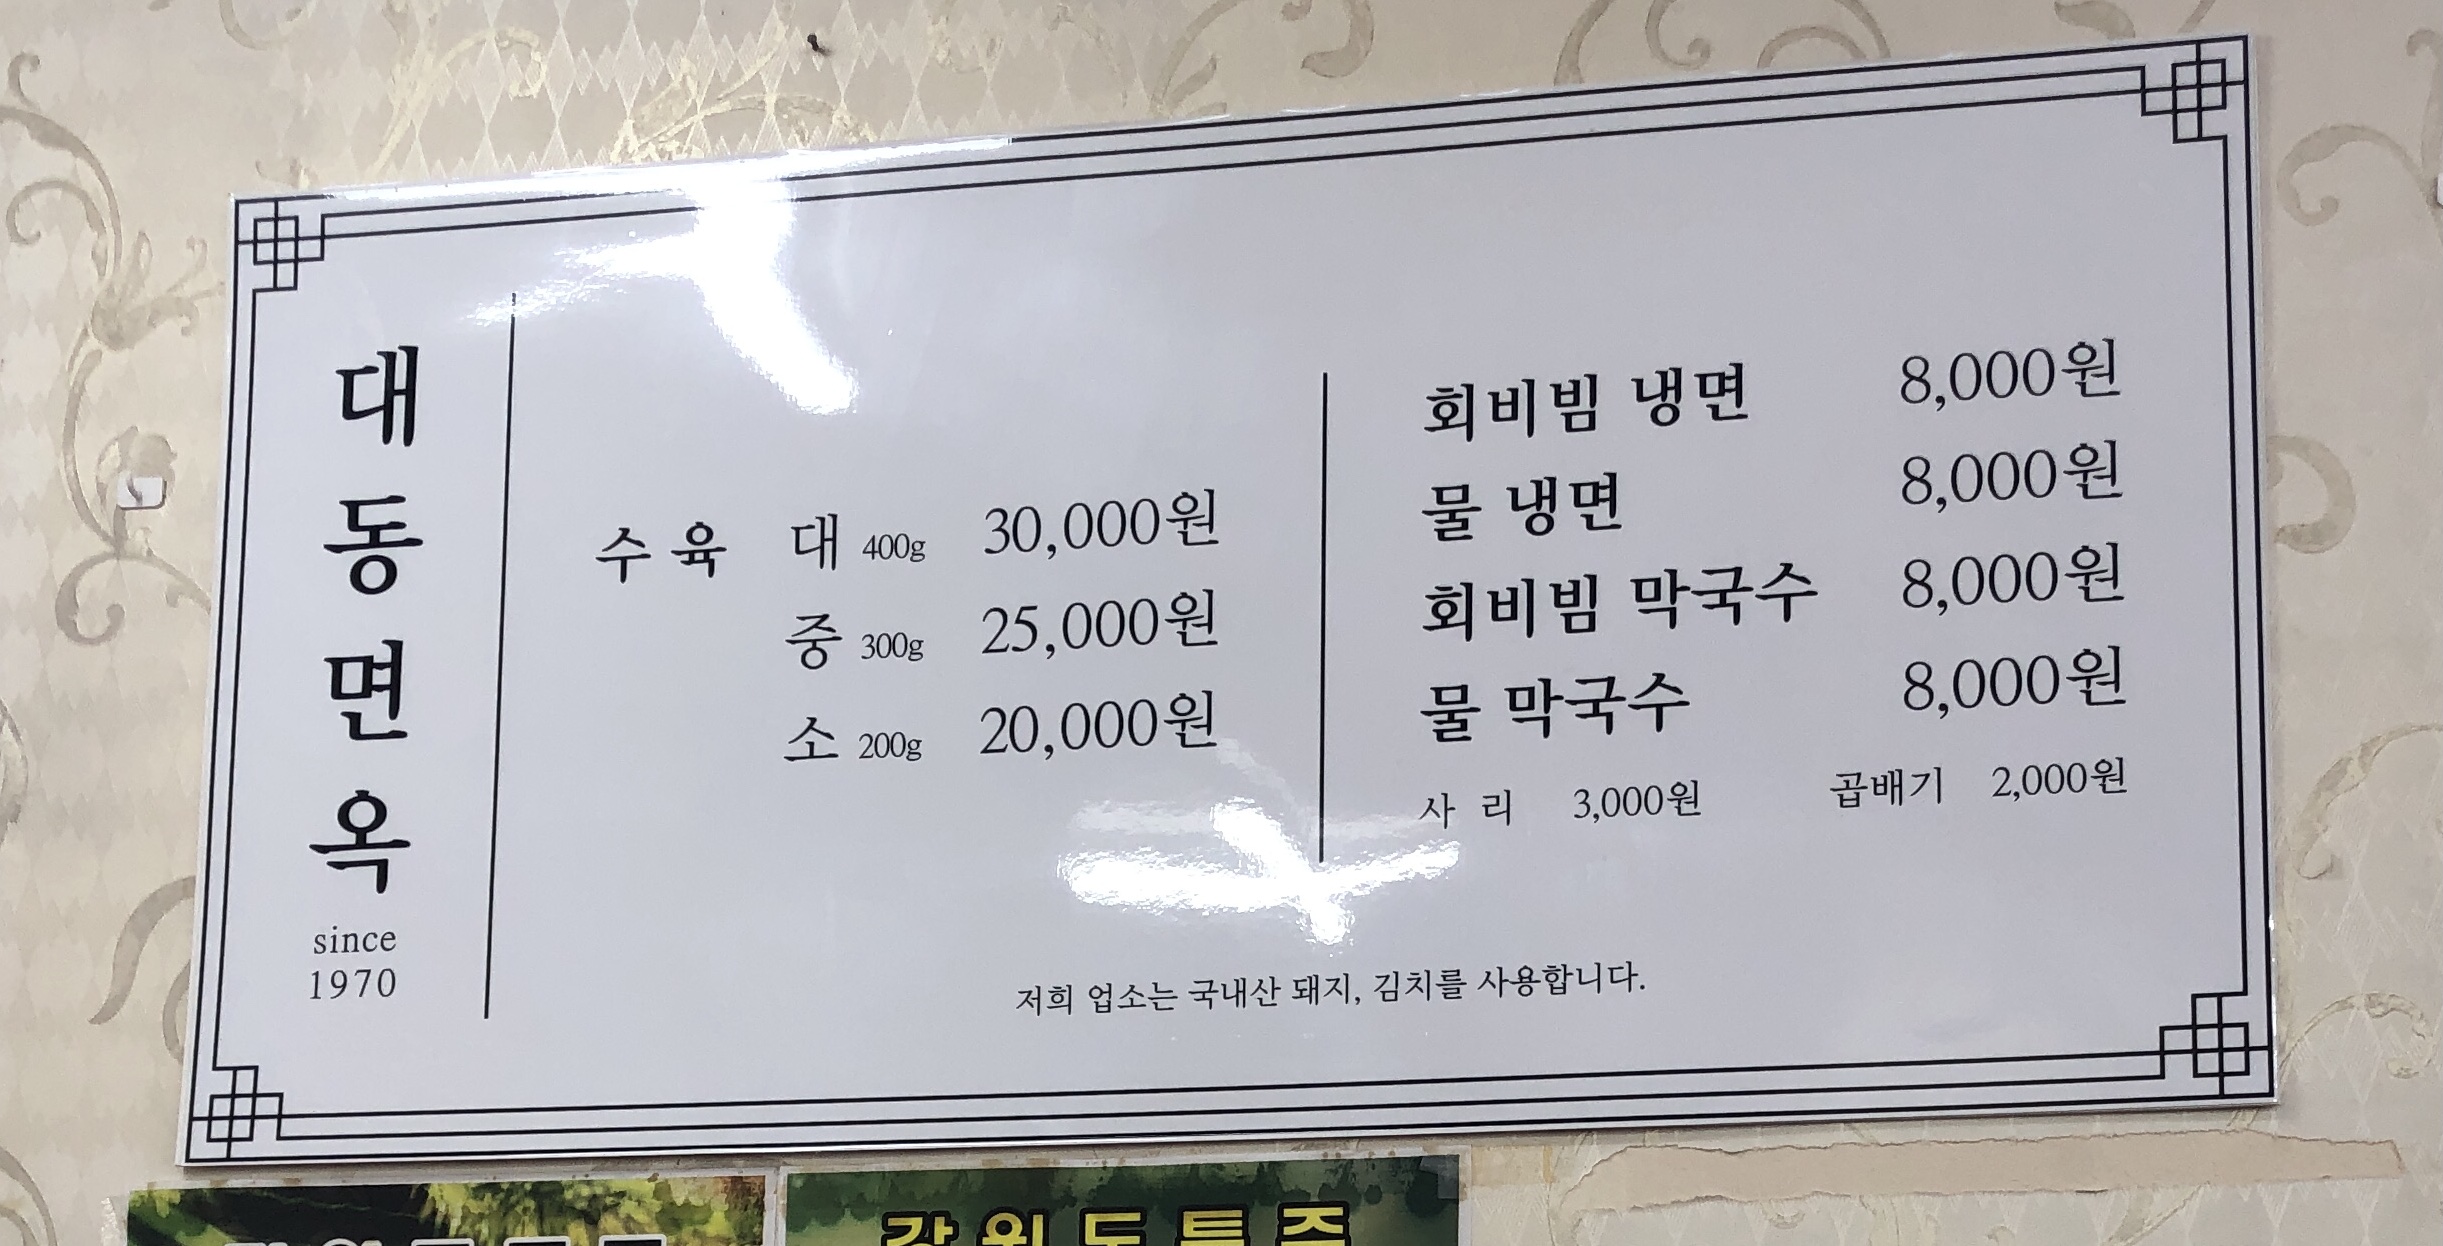 대동면옥
since
1970
수육 대 400g 30,000원
중 300g 25,000원
소 200g 20,000원
회비빔 냉면 8,000원
물 냉면 8,000원
회비빔 막국수 8,000원
물 막국수 8,000원
사 리 3,000원 곱배기 2,000원
저희 업소는 국내산 돼지, 김치를 사용합니다.